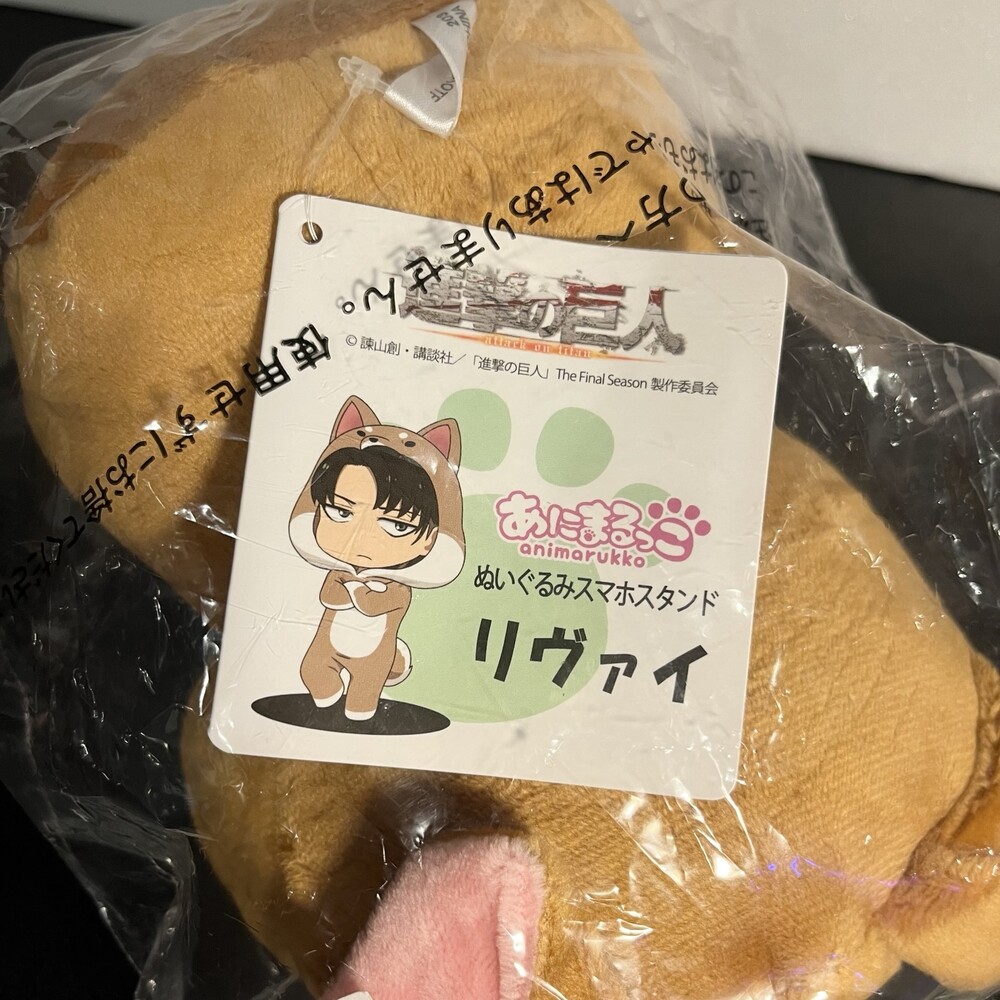 進撃の巨人
attack on titan
© 諫山創・講談社/「進撃の巨人」The Final Season 製作委員会
あにまるっこ
animarukko
ぬいぐるみスマホスタンド
リヴァイ
ゃではありません。
使用せずにお捨てくださ